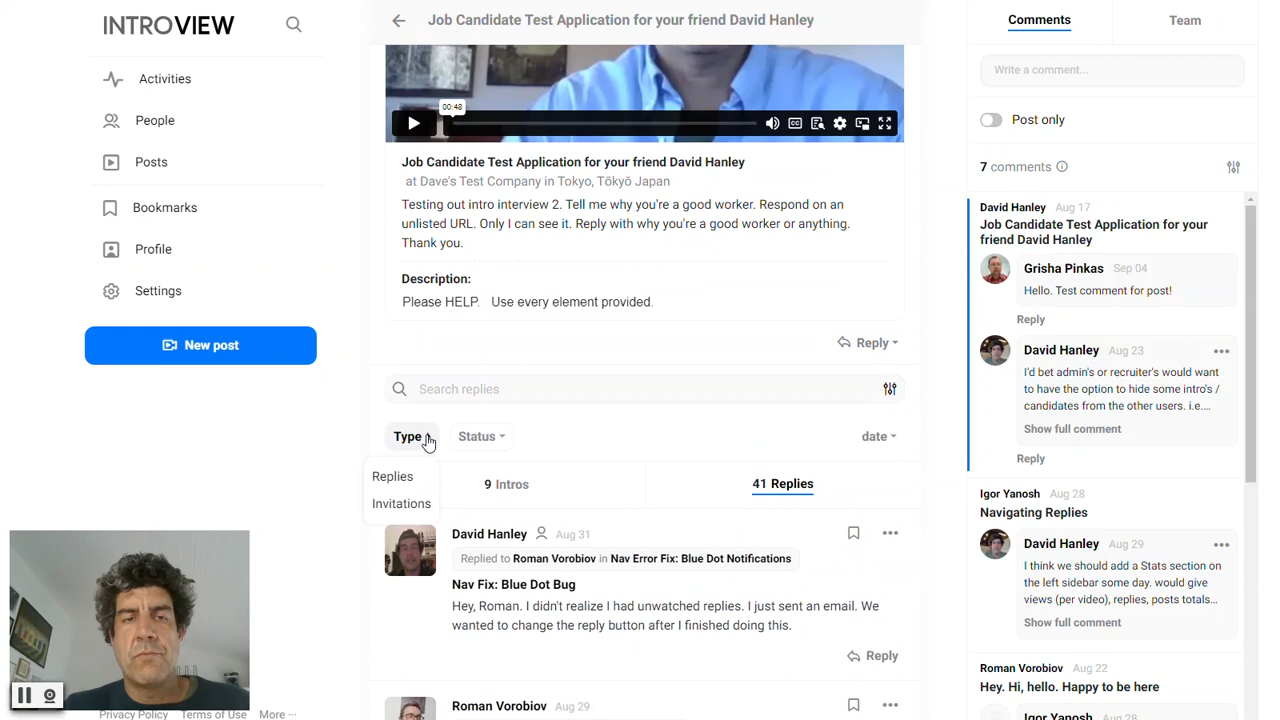 INTROVIEW
Activities
People
Posts
Bookmarks
Profile
Settings
New post
Privacy Policy Terms of Use More ···
Job Candidate Test Application for your friend David Hanley
00:48
CC
Job Candidate Test Application for your friend David Hanley
at Dave's Test Company in Tokyo, Tōkyō Japan
Testing out intro interview 2. Tell me why you're a good worker. Respond on an
unlisted URL. Only I can see it. Reply with why you're a good worker or anything.
Thank you.
Description:
Please HELP. Use every element provided.
Reply
Search replies
Type Status date
Replies
Invitations
9 Intros 41 Replies
David Hanley Aug 31
Replied to Roman Vorobiov in Nav Error Fix: Blue Dot Notifications
Nav Fix: Blue Dot Bug
Hey, Roman. I didn't realize I had unwatched replies. I just sent an email. We
wanted to change the reply button after I finished doing this.
Reply
Roman Vorobiov Aug 29
Comments Team
Write a comment...
Post only
7 comments
David Hanley Aug 17
Job Candidate Test Application for your
friend David Hanley
Grisha Pinkas Sep 04
Hello. Test comment for post!
Reply
David Hanley Aug 23
I'd bet admin's or recruiter's would want
to have the option to hide some intro's /
candidates from the other users. i.e....
Show full comment
Reply
Igor Yanosh Aug 28
Navigating Replies
David Hanley Aug 29
I think we should add a Stats section on
the left sidebar some day. would give
views (per video), replies, posts totals...
Show full comment
Roman Vorobiov Aug 22
Hey. Hi, hello. Happy to be here
Igor Yanosh Aug 28